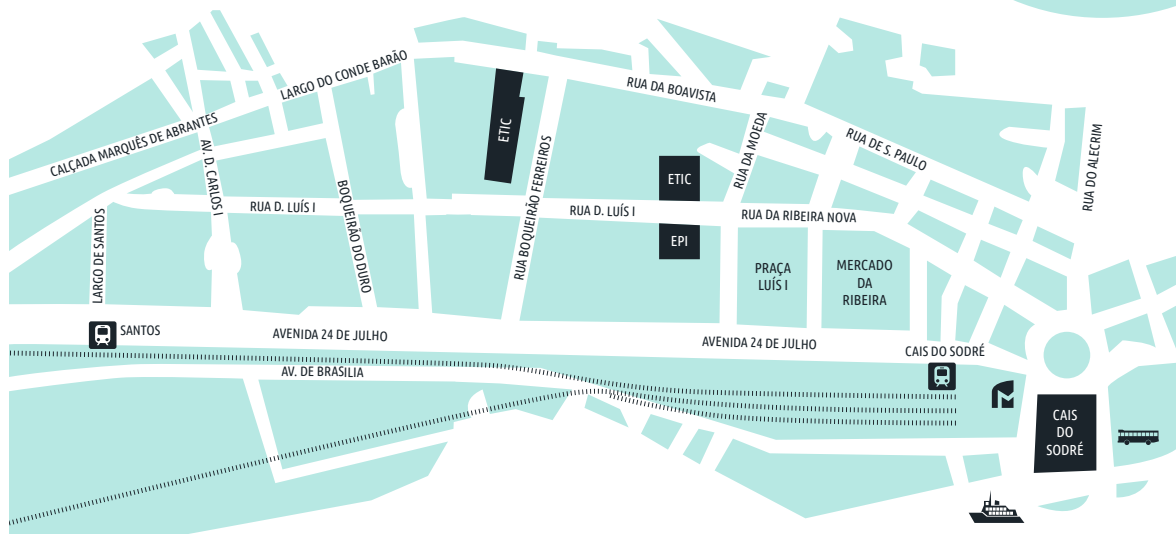 LARGO DO CONDE BARÃO
CALÇADA MARQUÊS DE ABRANTES
AV. D. CARLOS I
ETIC
RUA DA BOAVISTA
RUA DA MOEDA
RUA DE S. PAULO
RUA DO ALECRIM
RUA BOQUEIRÃO FERREIROS
BOQUEIRÃO DO DURO
LARGO DE SANTOS
RUA D. LUÍS I
RUA D. LUÍS I
ETIC
EPI
RUA DA RIBEIRA NOVA
PRAÇA
LUÍS I
MERCADO
DA
RIBEIRA
SANTOS
AVENIDA 24 DE JULHO
AVENIDA 24 DE JULHO
CAIS DO SODRÉ
AV. DE BRASILIA
CAIS
DO
SODRÉ